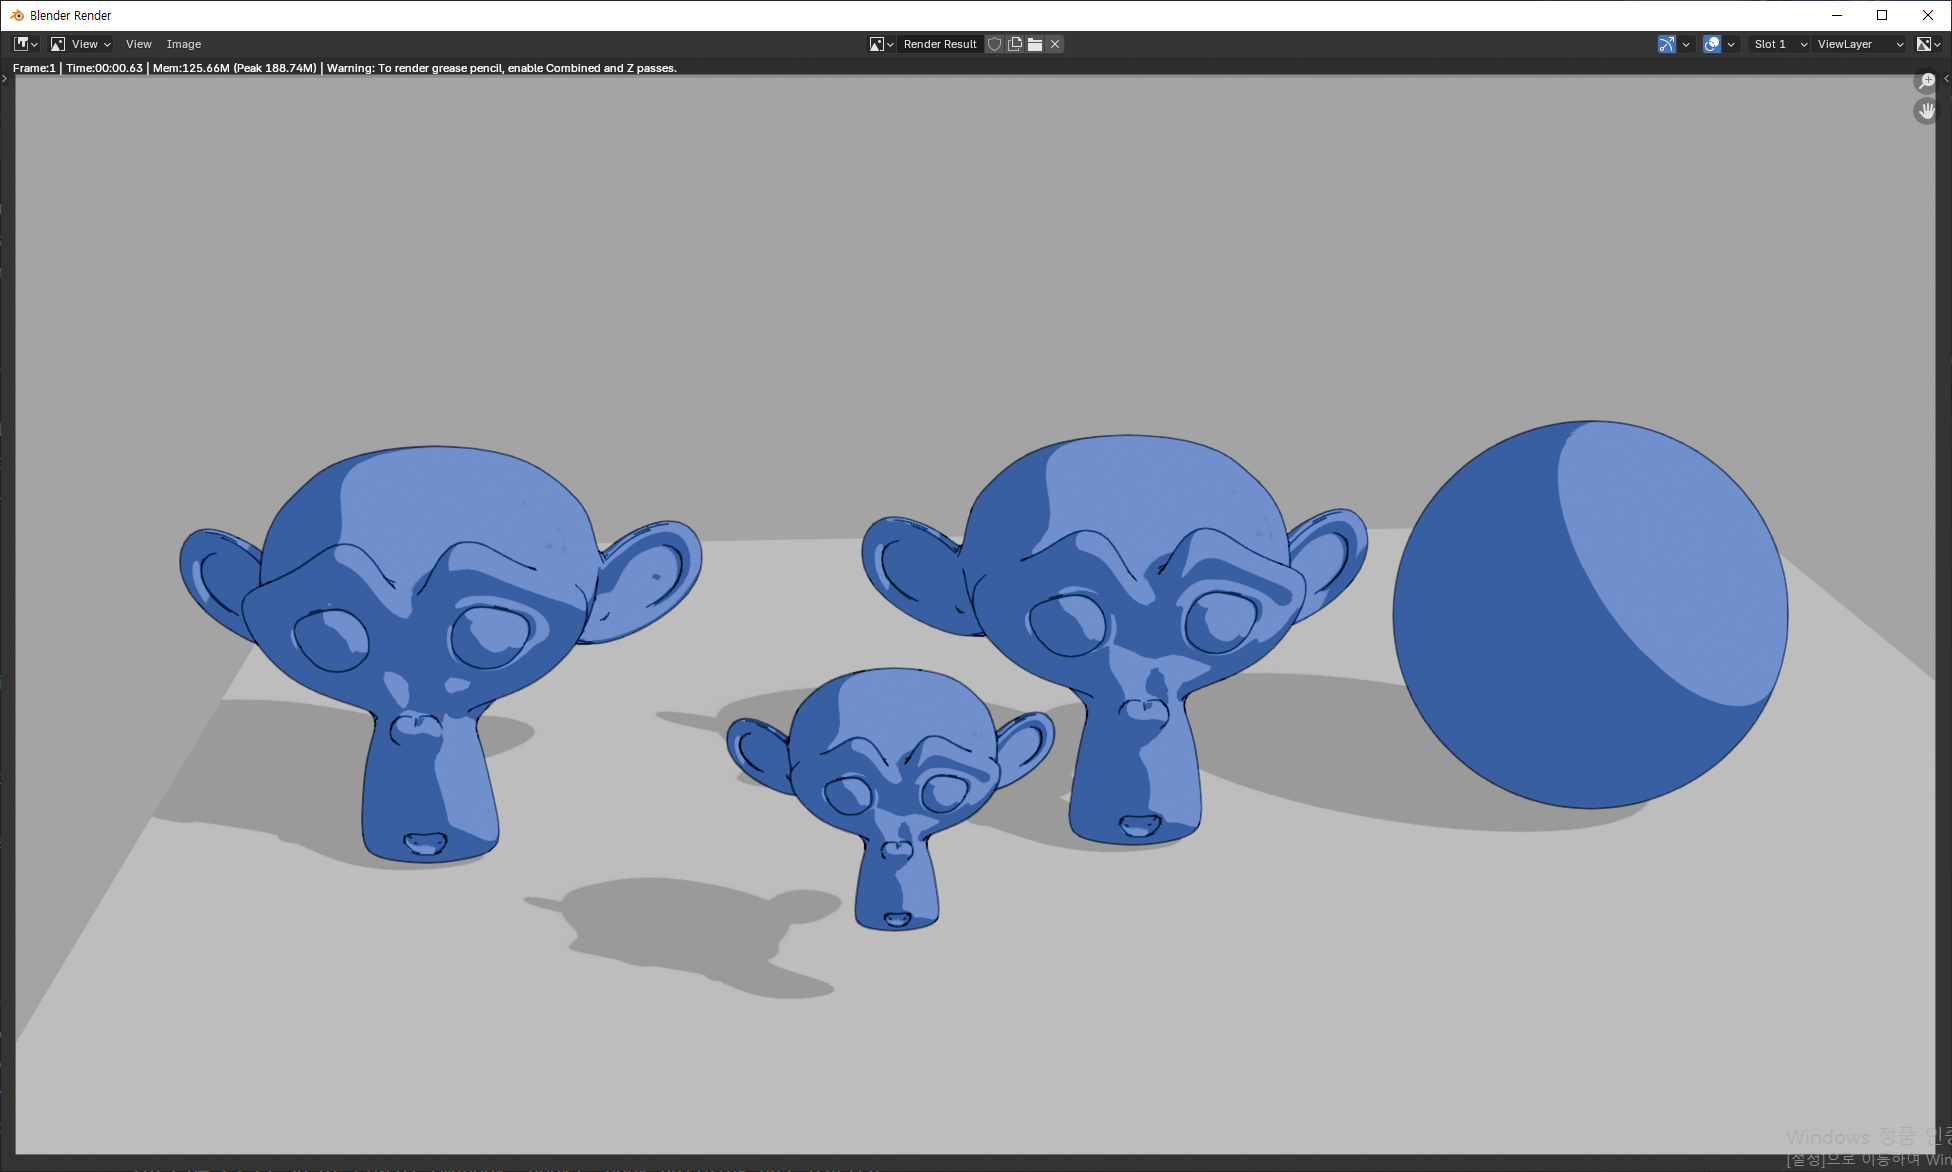 Blender Render
View View Image Render Result Slot 1 ViewLayer
Frame:1 | Time:00:00.63 | Mem:125.66M (Peak 188.74M) | Warning: To render grease pencil, enable Combined and Z passes.
Windows 정품 인증
[설정]으로 이동하여 Win